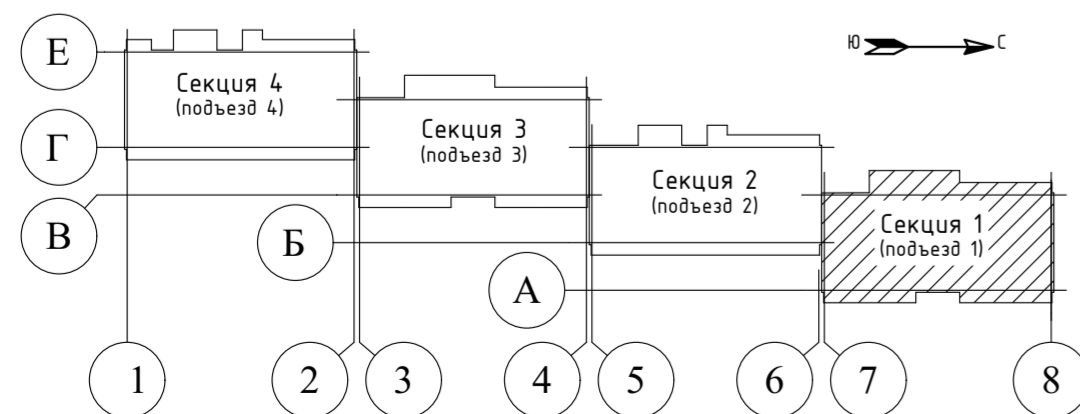 Е
Г
В
Б
А
Секция 4
(подъезд 4)
Секция 3
(подъезд 3)
Секция 2
(подъезд 2)
Секция 1
(подъезд 1)
Ю С
1 2 3 4 5 6 7 8